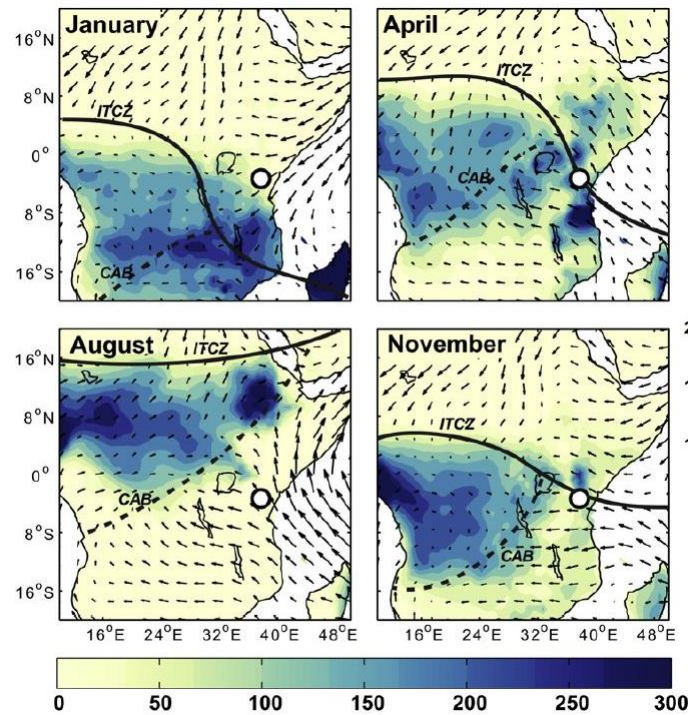 January
April
16°N
ITCZ
ITCZ
8°N
0°
CAB
8°S
CAB
16°S
August
November
2
16°N
ITCZ
8°N
ITCZ
1
0°
CAB
8°S
CAB
16°S
16°E 24°E 32°E 40°E 48°E 16°E 24°E 32°E 40°E 48°E
0 50 100 150 200 250 300